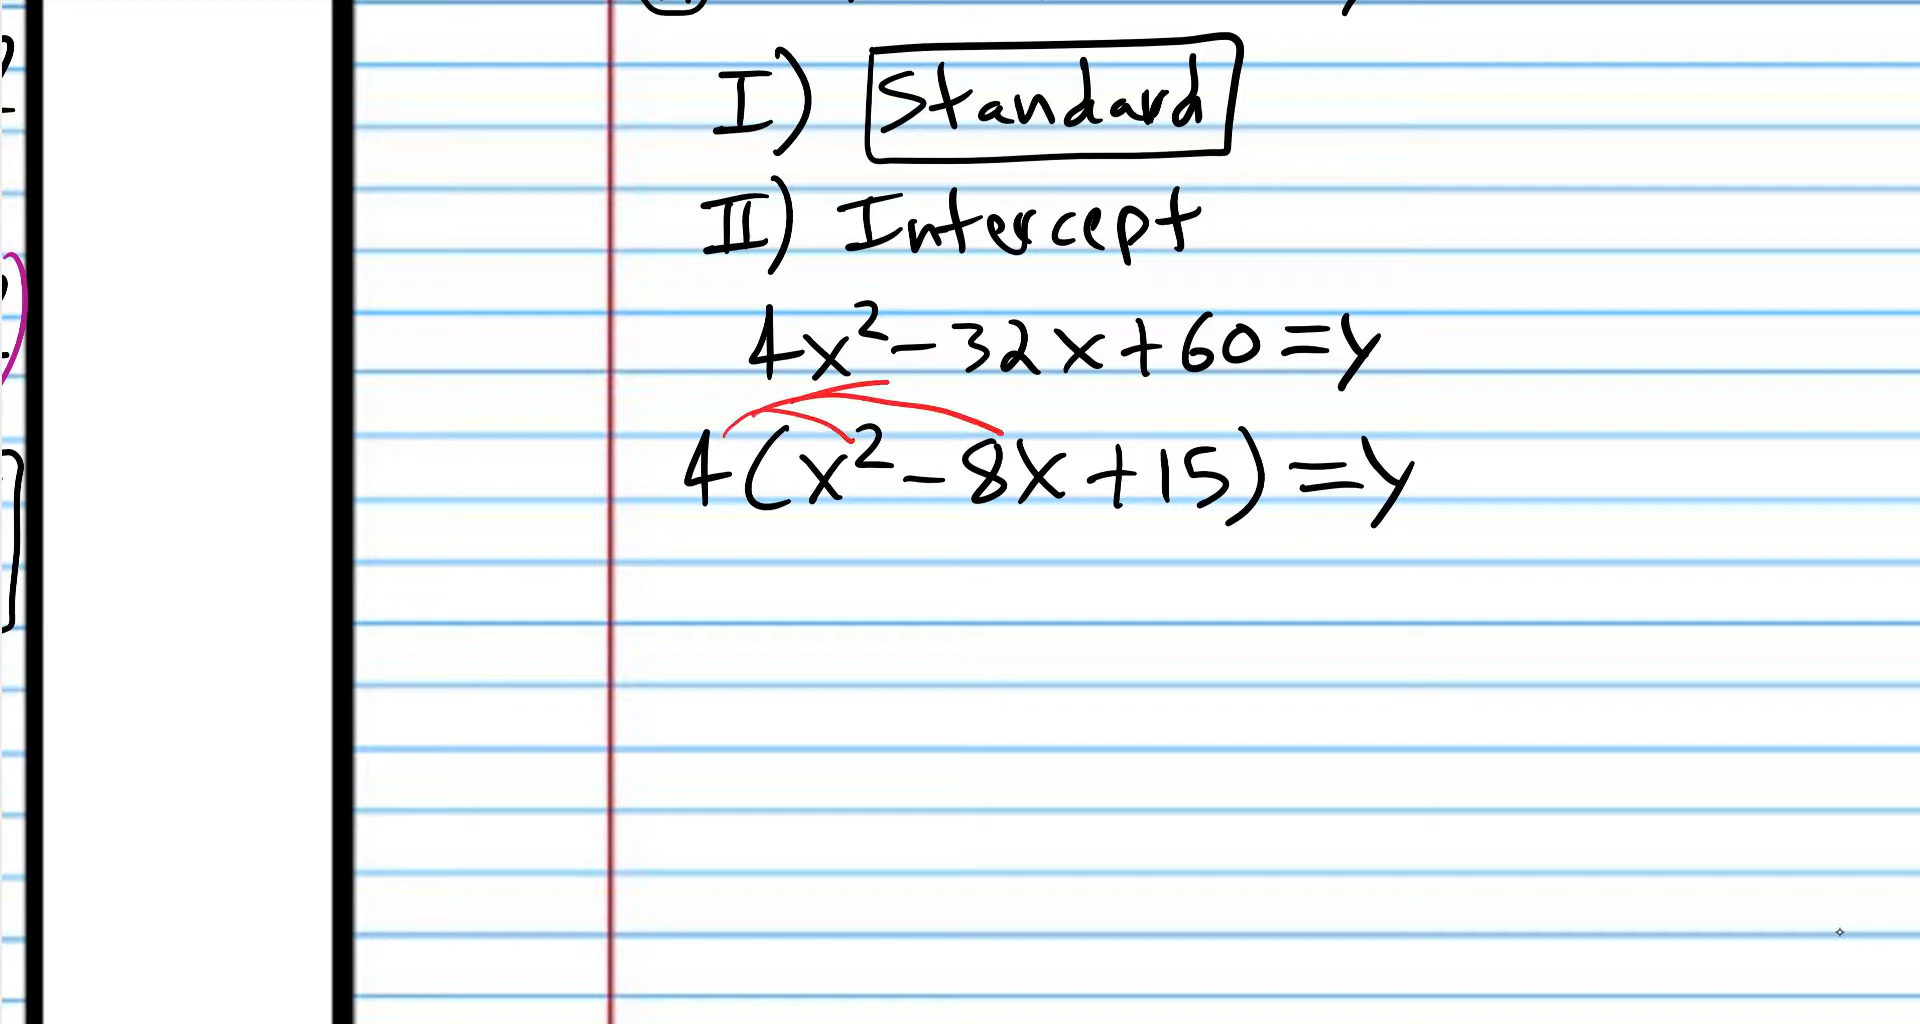 I) Standard
II) Intercept
4x²-32x+60=y
4(x²-8x+15)=y